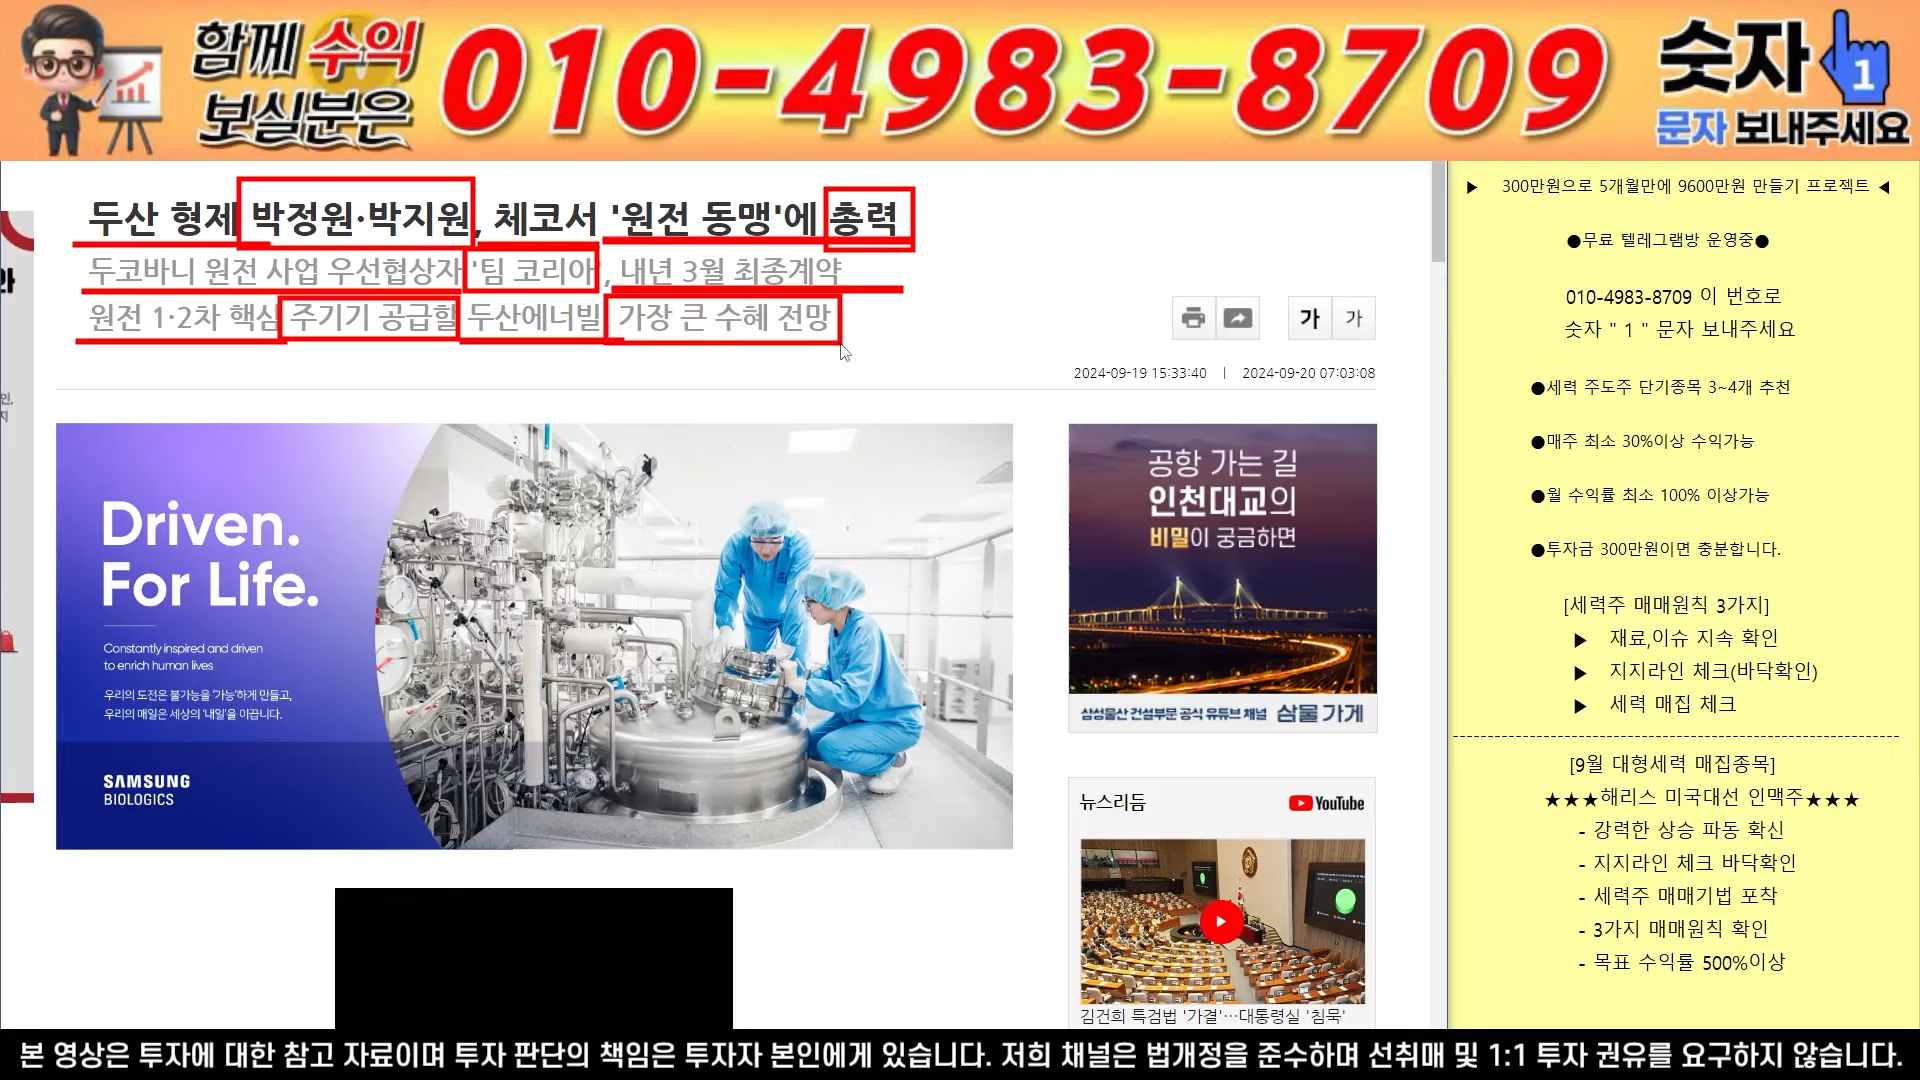 함께 수익
보실분은
010-4983-8709
숫자 1
문자 보내주세요
두산 형제 박정원·박지원, 체코서 '원전 동맹'에 총력
두코바니 원전 사업 우선협상자 '팀 코리아', 내년 3월 최종계약
원전 1·2차 핵심 주기기 공급할 두산에너빌 가장 큰 수혜 전망
가 가
2024-09-19 15:33:40 | 2024-09-20 07:03:08
Driven.
For Life.
Constantly inspired and driven
to enrich human lives
우리의 도전은 불가능을 '가능'하게 만들고,
우리의 매일은 세상의 '내일'을 이끕니다.
SAMSUNG
BIOLOGICS
공항 가는 길
인천대교의
비밀이 궁금하면
삼성물산 건설부문 공식 유튜브 채널 삼물 가게
뉴스리듬
YouTube
김건희 특검법 '가결'…대통령실 '침묵'
▶ 300만원으로 5개월만에 9600만원 만들기 프로젝트 ◀
●무료 텔레그램방 운영중●
010-4983-8709 이 번호로
숫자 " 1 " 문자 보내주세요
●세력 주도주 단기종목 3~4개 추천
●매주 최소 30%이상 수익가능
●월 수익률 최소 100% 이상가능
●투자금 300만원이면 충분합니다.
[세력주 매매원칙 3가지]
▶ 재료,이슈 지속 확인
▶ 지지라인 체크(바닥확인)
▶ 세력 매집 체크
[9월 대형세력 매집종목]
★★★해리스 미국대선 인맥주★★★
- 강력한 상승 파동 확신
- 지지라인 체크 바닥확인
- 세력주 매매기법 포착
- 3가지 매매원칙 확인
- 목표 수익률 500%이상
본 영상은 투자에 대한 참고 자료이며 투자 판단의 책임은 투자자 본인에게 있습니다. 저희 채널은 법개정을 준수하며 선취매 및 1:1 투자 권유를 요구하지 않습니다.